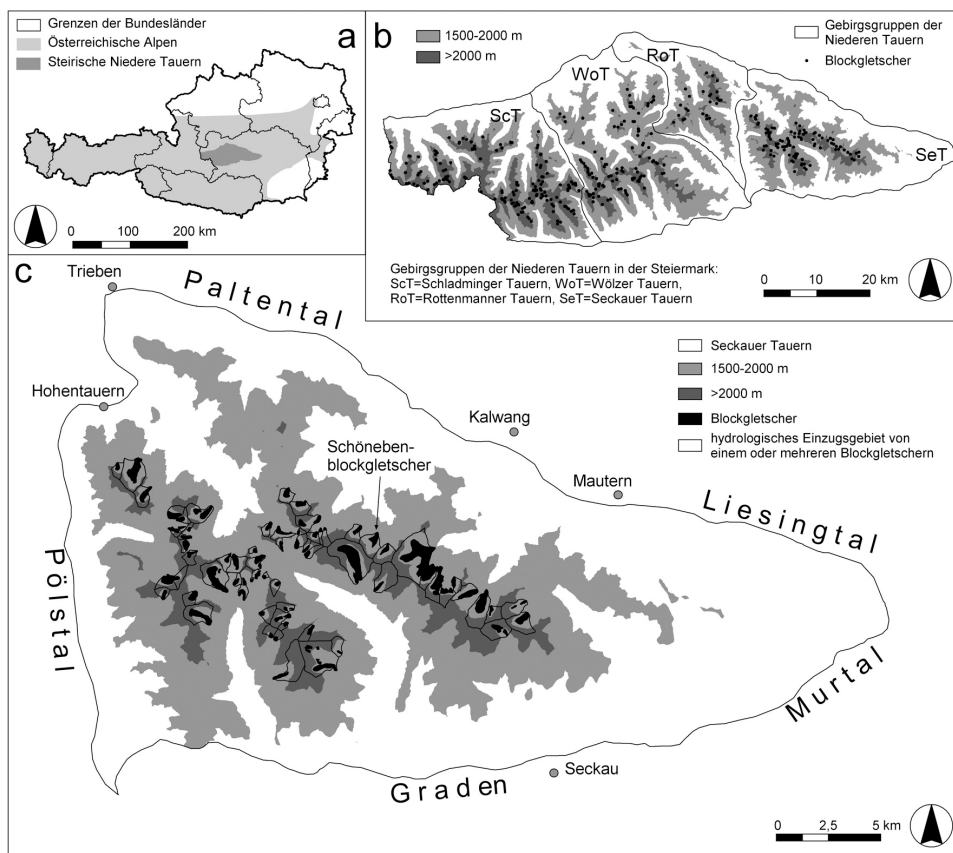 a
Grenzen der Bundesländer
Österreichische Alpen
Steirische Niedere Tauern
0 100 200 km
b
1500-2000 m
>2000 m
Gebirgsgruppen der
Niederen Tauern
Blockgletscher
RoT
WoT
ScT
SeT
Gebirgsgruppen der Niederen Tauern in der Steiermark:
ScT=Schladminger Tauern, WoT=Wölzer Tauern,
RoT=Rottenmanner Tauern, SeT=Seckauer Tauern
0 10 20 km
c
Trieben
Paltental
Hohentauern
Kalwang
Schöneben-
blockgletscher
Mautern
Liesingtal
Pölstal
Murtal
Graden
Seckau
Seckauer Tauern
1500-2000 m
>2000 m
Blockgletscher
hydrologisches Einzugsgebiet von
einem oder mehreren Blockgletschern
0 2,5 5 km